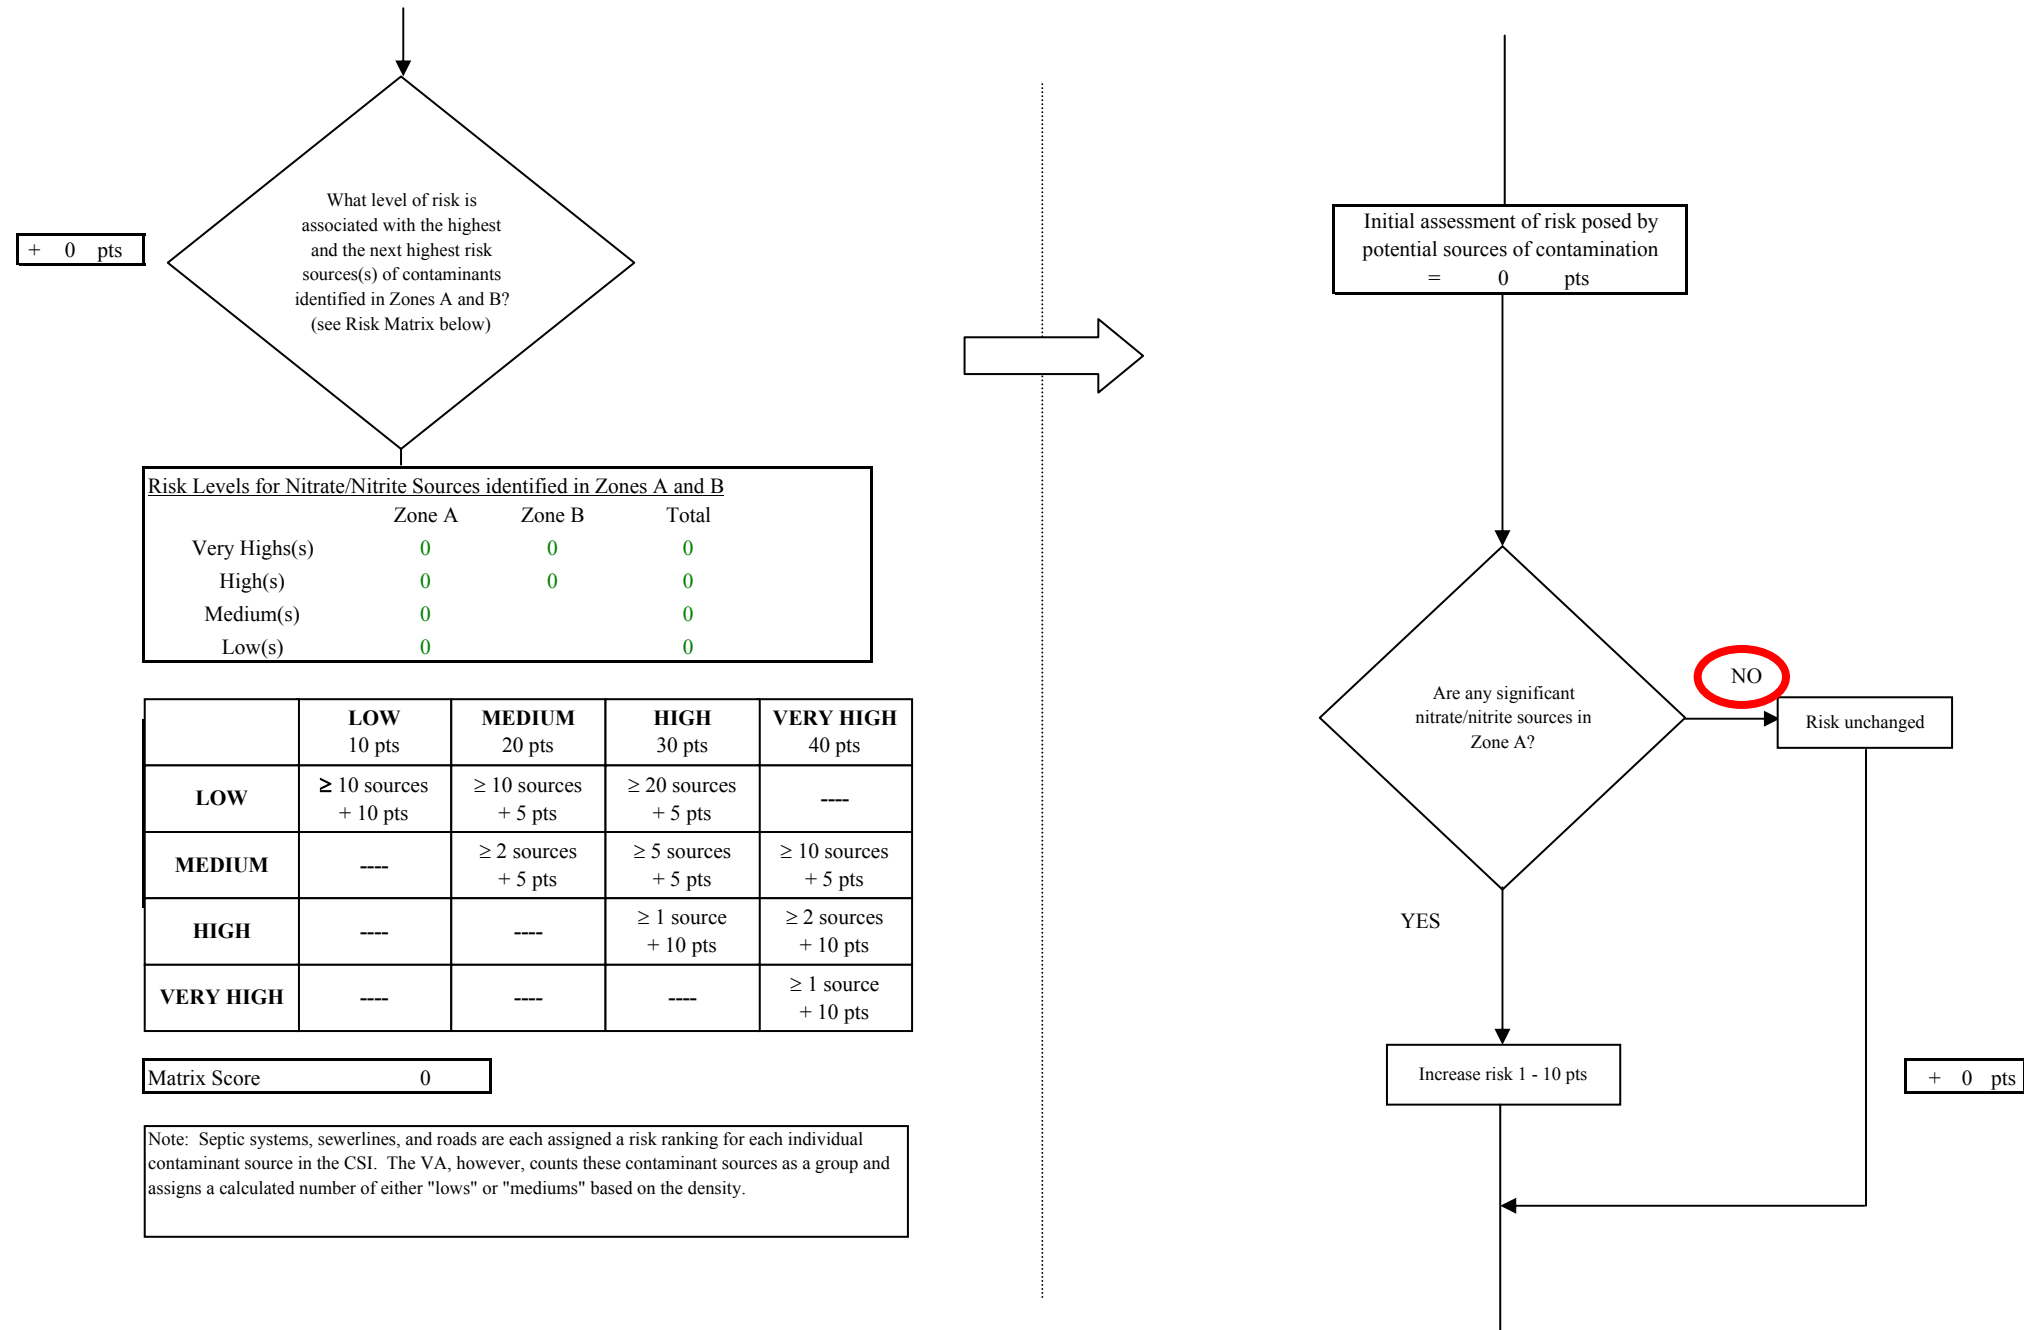 What level of risk is
associated with the highest
and the next highest risk
sources(s) of contaminants
identified in Zones A and B?
(see Risk Matrix below)
+ 0 pts
Risk Levels for Nitrate/Nitrite Sources identified in Zones A and B
Zone A Zone B Total
Very Highs(s) 0 0 0
High(s) 0 0 0
Medium(s) 0 0
Low(s) 0 0
LOW MEDIUM HIGH VERY HIGH
10 pts 20 pts 30 pts 40 pts
LOW ≥ 10 sources ≥ 10 sources ≥ 20 sources ----
+ 10 pts + 5 pts + 5 pts
MEDIUM ---- ≥ 2 sources ≥ 5 sources ≥ 10 sources
+ 5 pts + 5 pts + 5 pts
HIGH ---- ---- ≥ 1 source ≥ 2 sources
+ 10 pts + 10 pts
VERY HIGH ---- ---- ---- ≥ 1 source
+ 10 pts
Matrix Score 0
Note: Septic systems, sewerlines, and roads are each assigned a risk ranking for each individual
contaminant source in the CSI. The VA, however, counts these contaminant sources as a group and
assigns a calculated number of either "lows" or "mediums" based on the density.
Initial assessment of risk posed by
potential sources of contamination
= 0 pts
Are any significant
nitrate/nitrite sources in
Zone A?
NO
Risk unchanged
YES
Increase risk 1 - 10 pts
+ 0 pts